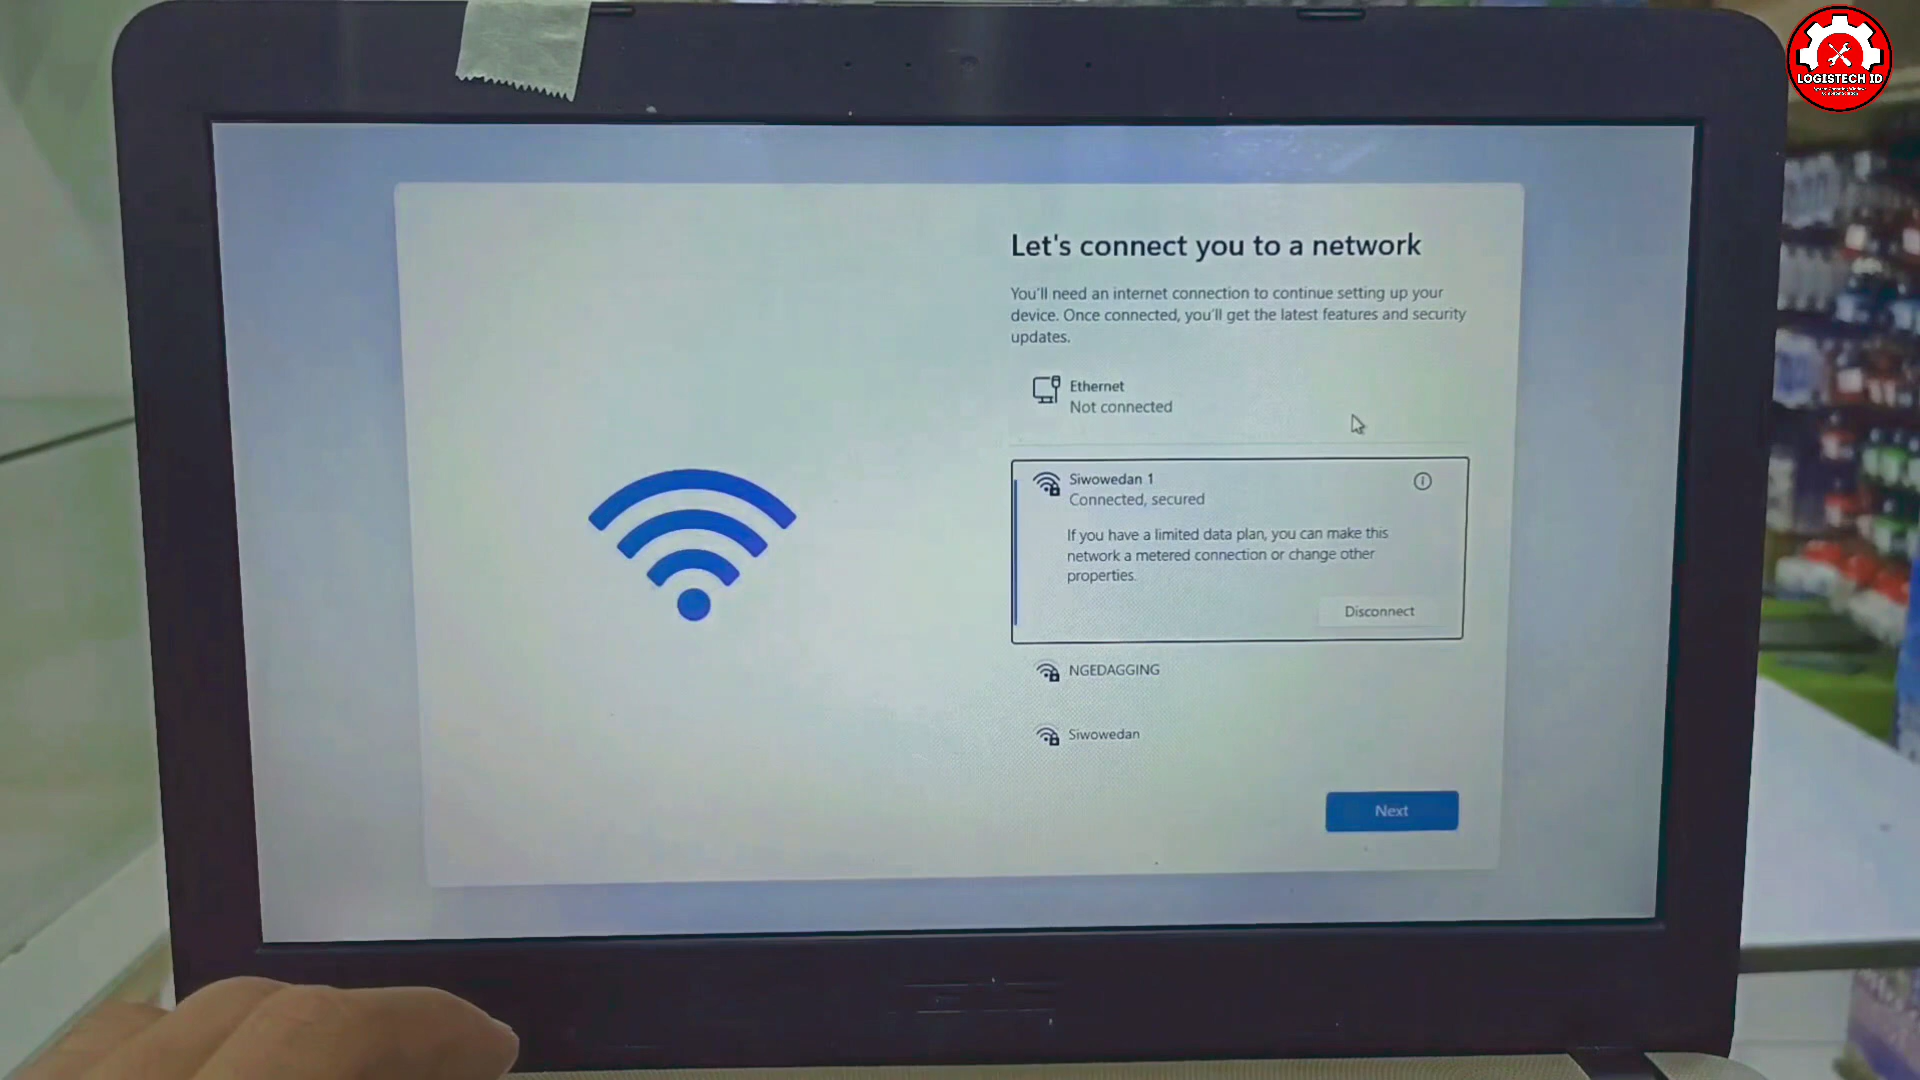 LOGISTECH ID
Let's connect you to a network
You'll need an internet connection to continue setting up your
device. Once connected, you'll get the latest features and security
updates.
Ethernet
Not connected
Siwowedan 1
Connected, secured
If you have a limited data plan, you can make this
network a metered connection or change other
properties.
Disconnect
NGEDAGGING
Siwowedan
Next